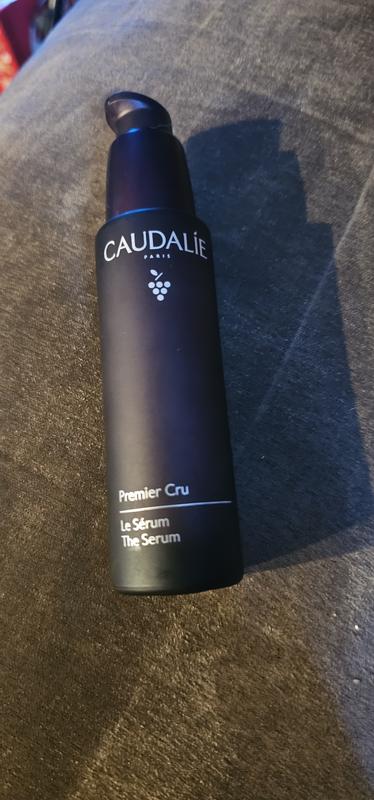 CAUDALIE
PARIS
Premier Cru
Le Sérum
The Serum